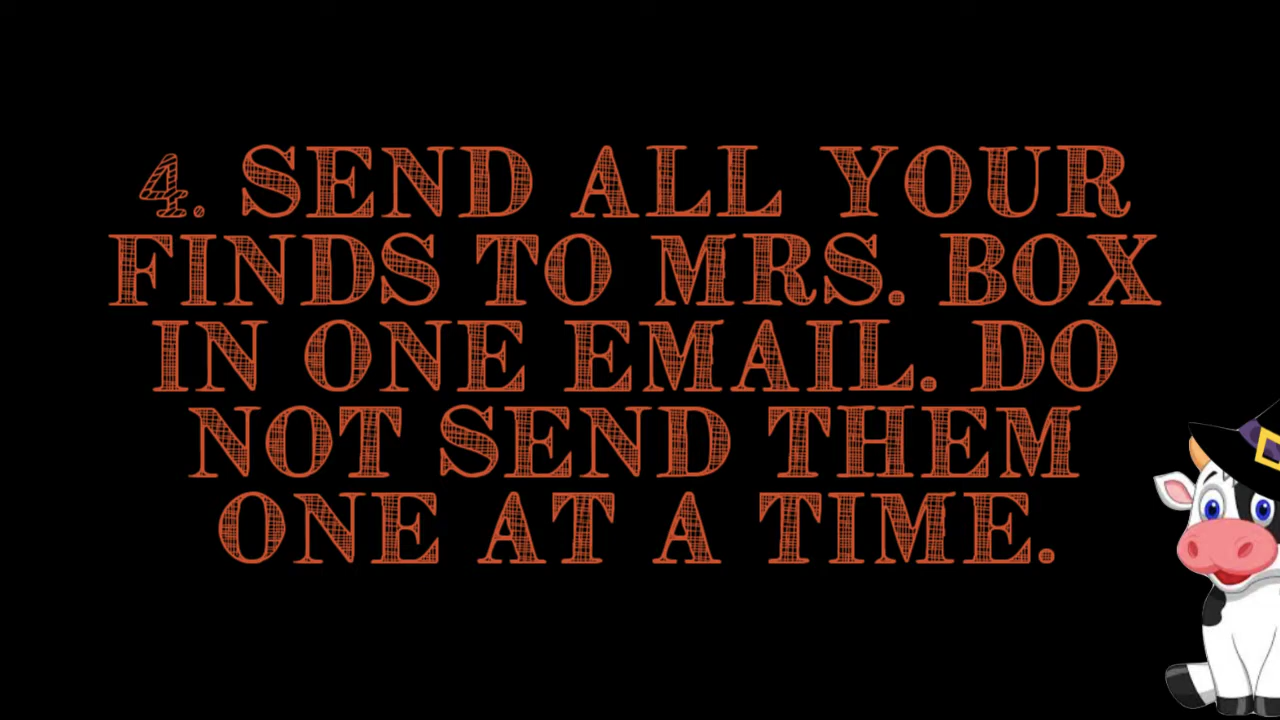 4. SEND ALL YOUR
FINDS TO MRS. BOX
IN ONE EMAIL. DO
NOT SEND THEM
ONE AT A TIME.